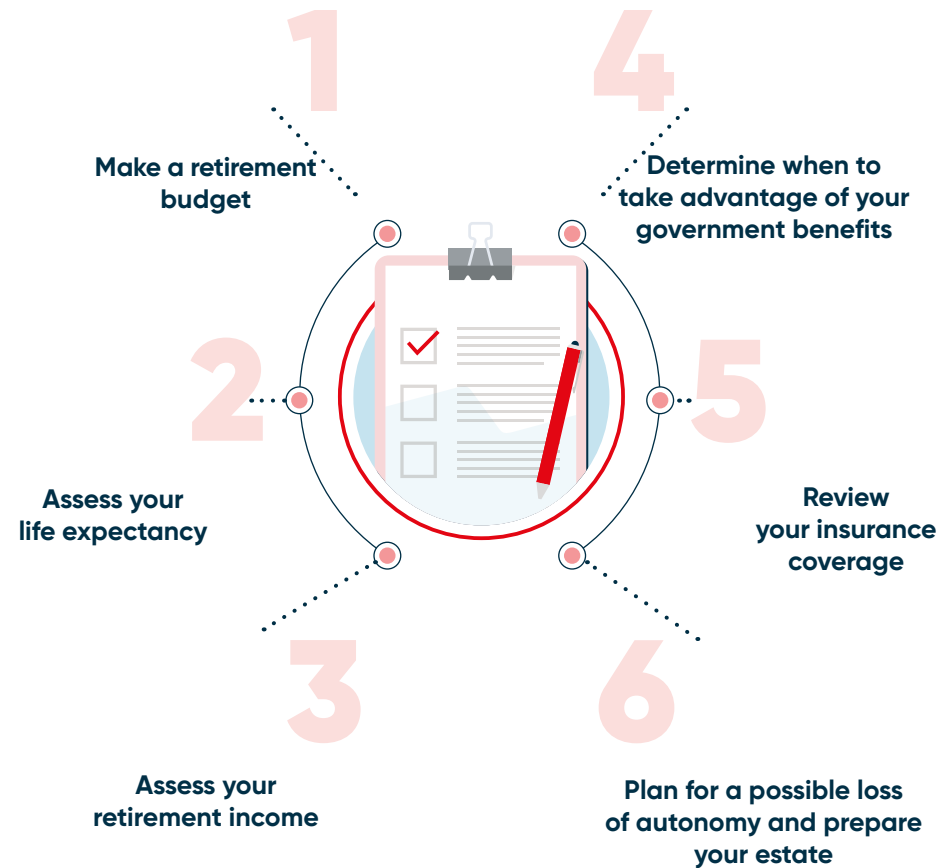 1
Make a retirement
budget
2
Assess your
life expectancy
3
Assess your
retirement income
4
Determine when to
take advantage of your
government benefits
5
Review
your insurance
coverage
6
Plan for a possible loss
of autonomy and prepare
your estate